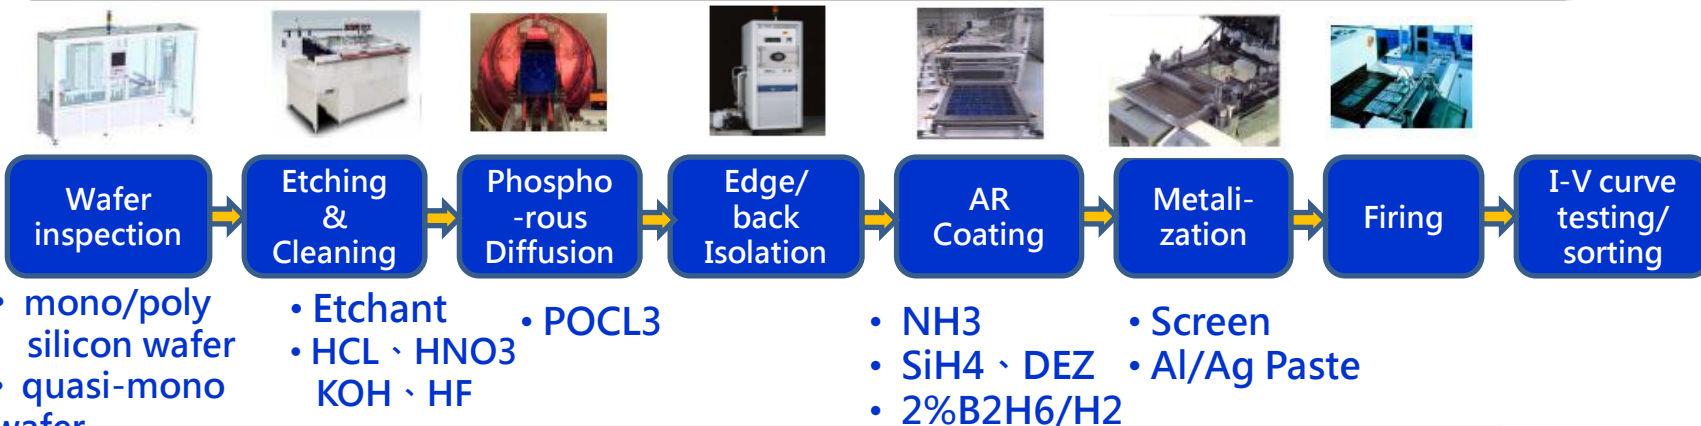 Wafer
inspection
Etching
&
Cleaning
Phospho
-rous
Diffusion
Edge/
back
Isolation
AR
Coating
Metali-
zation
Firing
I-V curve
testing/
sorting
• mono/poly
silicon wafer
• quasi-mono
wafer
• Etchant
• HCL、HNO3
KOH、HF
• POCL3
• NH3
• SiH4、DEZ
• 2%B2H6/H2
• Screen
• Al/Ag Paste